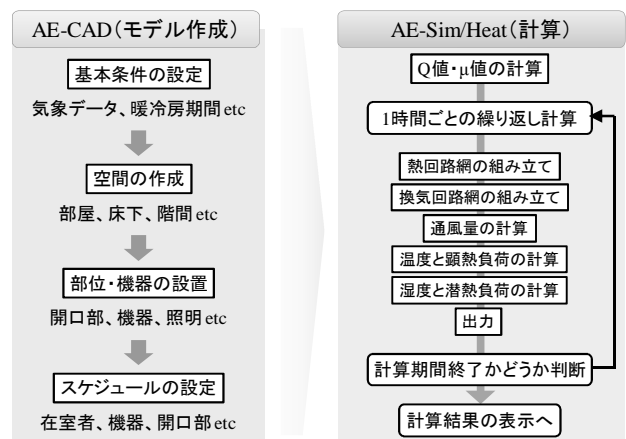 AE-CAD（モデル作成）
基本条件の設定
気象データ、暖冷房期間 etc
空間の作成
部屋、床下、階間 etc
部位・機器の設置
開口部、機器、照明 etc
スケジュールの設定
在室者、機器、開口部 etc
AE-Sim/Heat（計算）
Q値・μ値の計算
1時間ごとの繰り返し計算
熱回路網の組み立て
換気回路網の組み立て
通風量の計算
温度と顕熱負荷の計算
湿度と潜熱負荷の計算
出力
計算期間終了かどうか判断
計算結果の表示へ